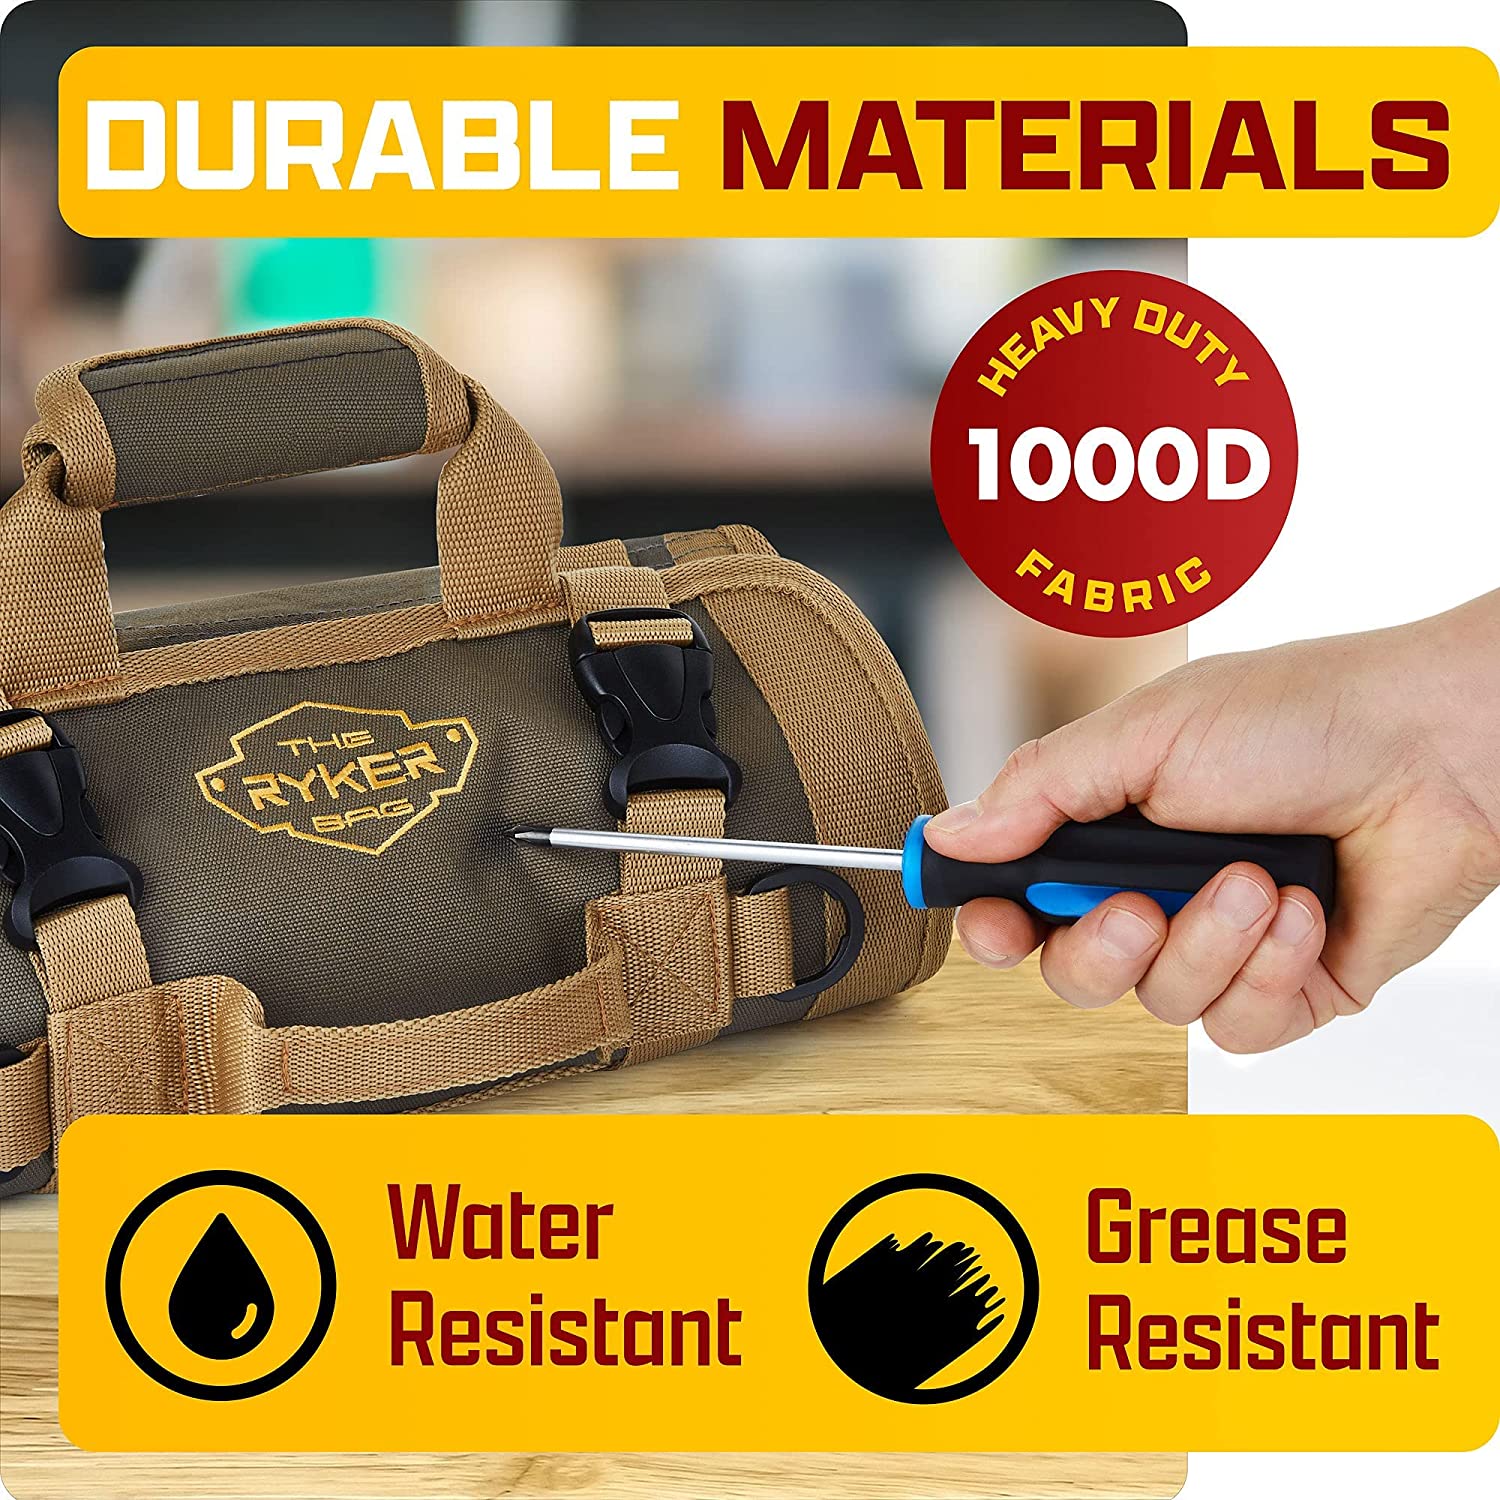 DURABLE MATERIALS
HEAVY DUTY
1000D
FABRIC
THE
RYKER
BAG
Water
Resistant
Grease
Resistant